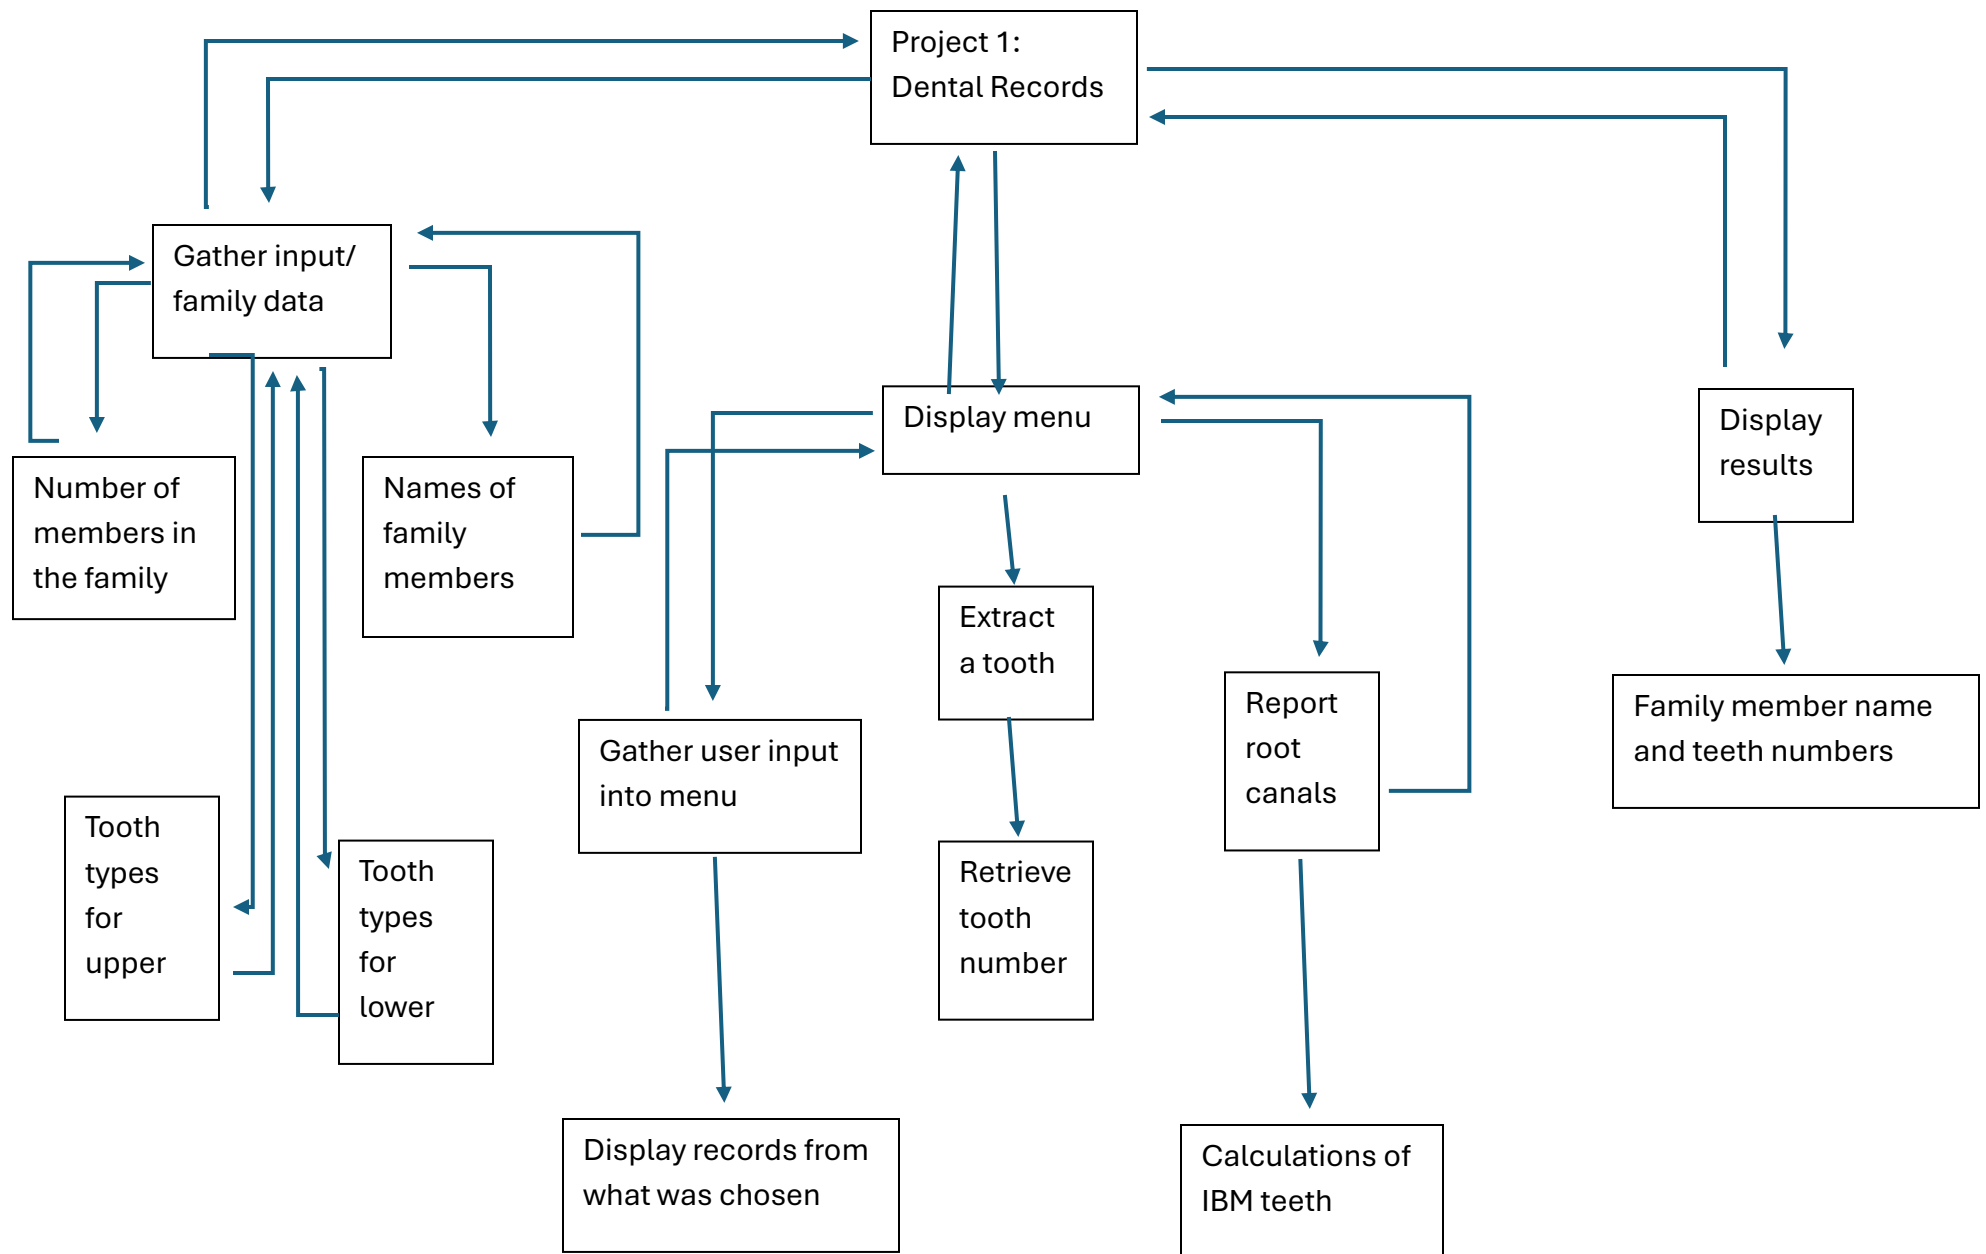 Project 1:
Dental Records
Gather input/
family data
Number of
members in
the family
Names of
family
members
Tooth
types
for
upper
Tooth
types
for
lower
Display menu
Gather user input
into menu
Display records from
what was chosen
Extract
a tooth
Retrieve
tooth
number
Report
root
canals
Calculations of
IBM teeth
Display
results
Family member name
and teeth numbers